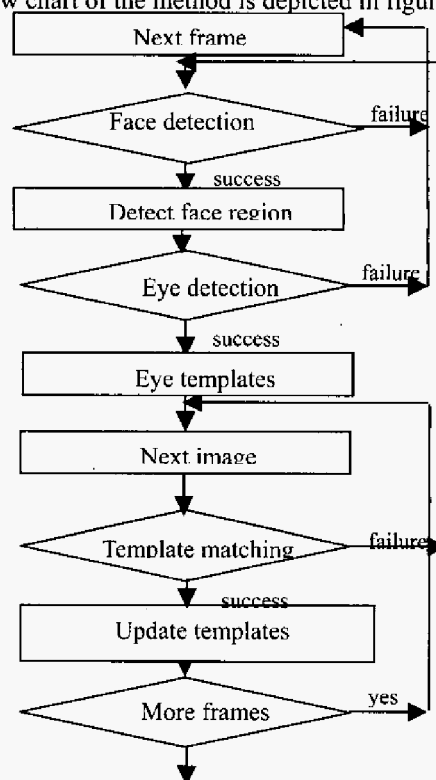 w chart of the method is depicted in figur
Next frame
Face detection
failure
success
Detect face region
Eye detection
failure
success
Eye templates
Next image
Template matching
failure
success
Update templates
More frames
yes